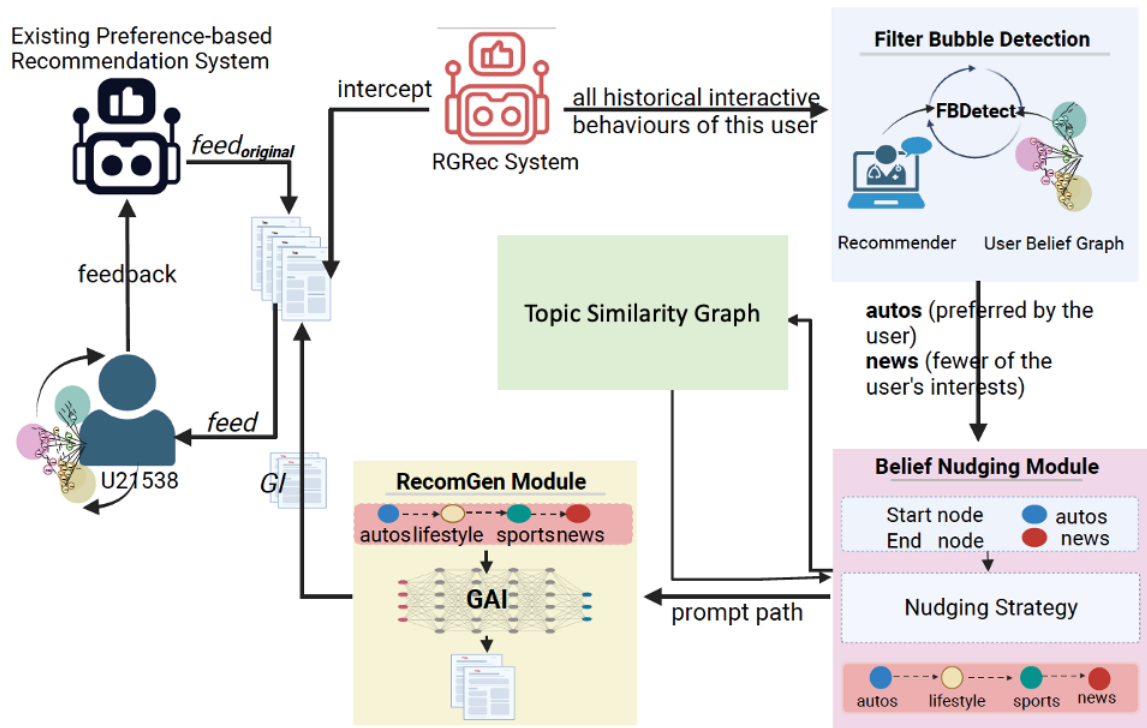 Existing Preference-based
Recommendation System
feed original
feedback
U21538
feed
GI
intercept
RGRec System
all historical interactive
behaviours of this user
Filter Bubble Detection
FBDetect
Recommender
User Belief Graph
autos (preferred by the
user)
news (fewer of the
user's interests)
Topic Similarity Graph
Belief Nudging Module
Start node
autos
End node
news
Nudging Strategy
autos
lifestyle
sports
news
prompt path
RecomGen Module
autos
lifestyle
sports
news
GAI